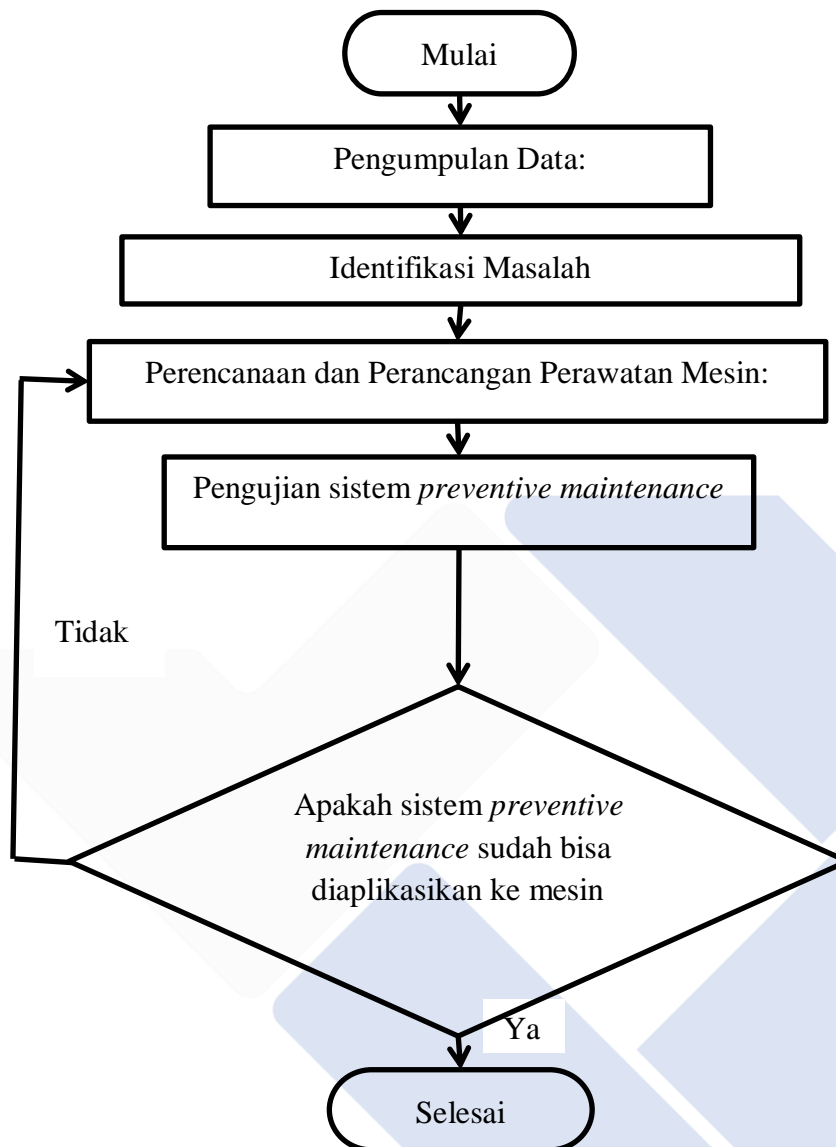 Mulai
Pengumpulan Data:
Identifikasi Masalah
Perencanaan dan Perancangan Perawatan Mesin:
Pengujian sistem preventive maintenance
Tidak
Apakah sistem preventive
maintenance sudah bisa
diaplikasikan ke mesin
Ya
Selesai